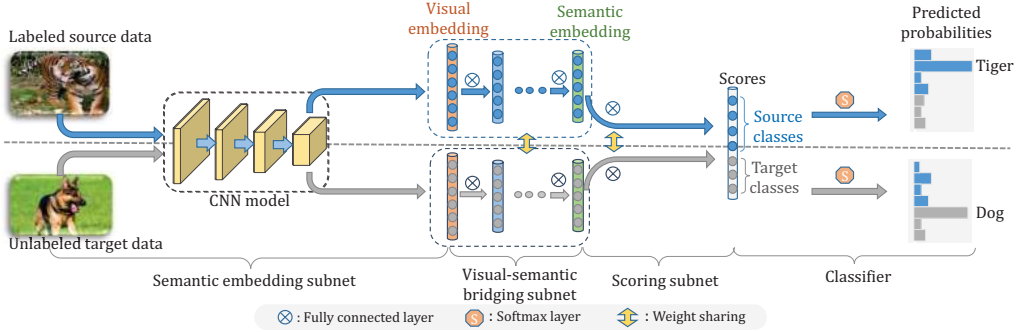 Labeled source data
Unlabeled target data
CNN model
Visual
embedding
Semantic
embedding
Scores
Source
classes
Target
classes
S
S
Predicted
probabilities
Tiger
Dog
Semantic embedding subnet
Visual-semantic
bridging subnet
Scoring subnet
Classifier
: Fully connected layer
S : Softmax layer
: Weight sharing